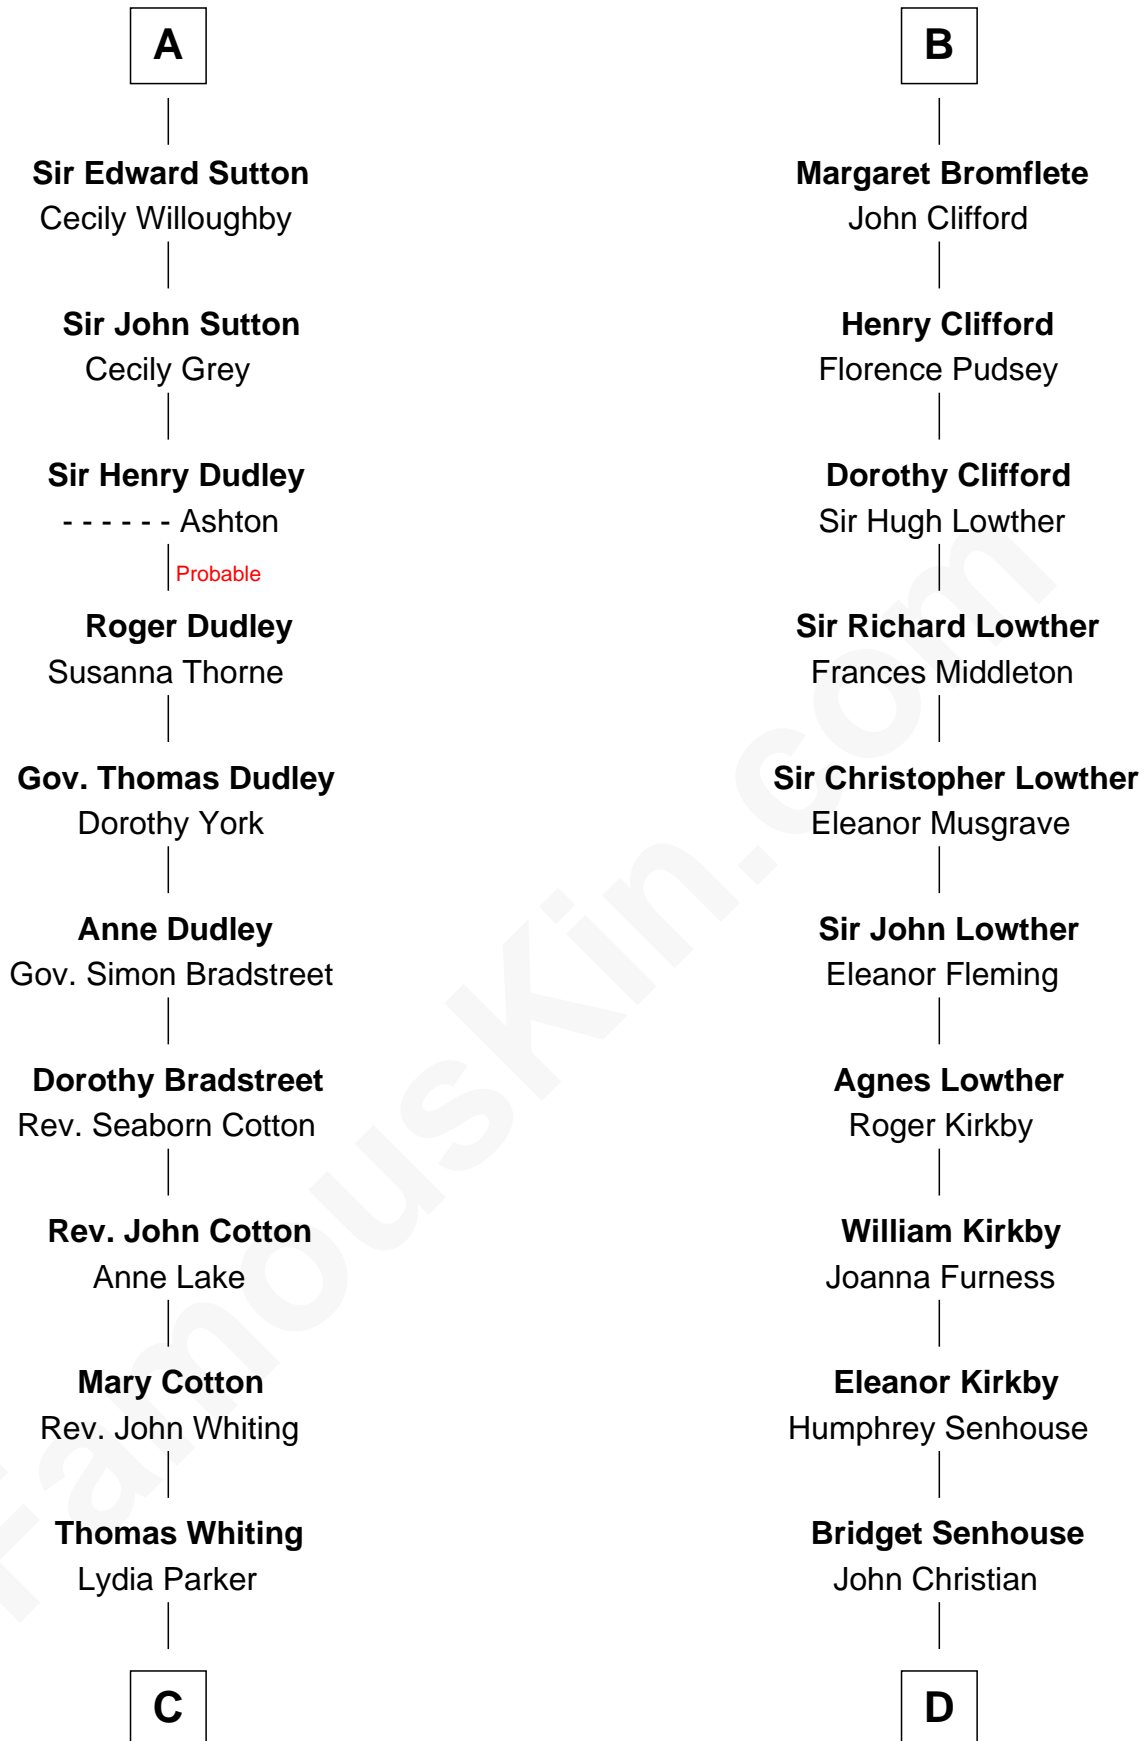 A
Sir Edward Sutton
Cecily Willoughby
Sir John Sutton
Cecily Grey
Sir Henry Dudley
- - - - - - Ashton
Probable
Roger Dudley
Susanna Thorne
Gov. Thomas Dudley
Dorothy York
Anne Dudley
Gov. Simon Bradstreet
Dorothy Bradstreet
Rev. Seaborn Cotton
Rev. John Cotton
Anne Lake
Mary Cotton
Rev. John Whiting
Thomas Whiting
Lydia Parker
C
B
Margaret Bromflete
John Clifford
Henry Clifford
Florence Pudsey
Dorothy Clifford
Sir Hugh Lowther
Sir Richard Lowther
Frances Middleton
Sir Christopher Lowther
Eleanor Musgrave
Sir John Lowther
Eleanor Fleming
Agnes Lowther
Roger Kirkby
William Kirkby
Joanna Furness
Eleanor Kirkby
Humphrey Senhouse
Bridget Senhouse
John Christian
D
FamousKin.com